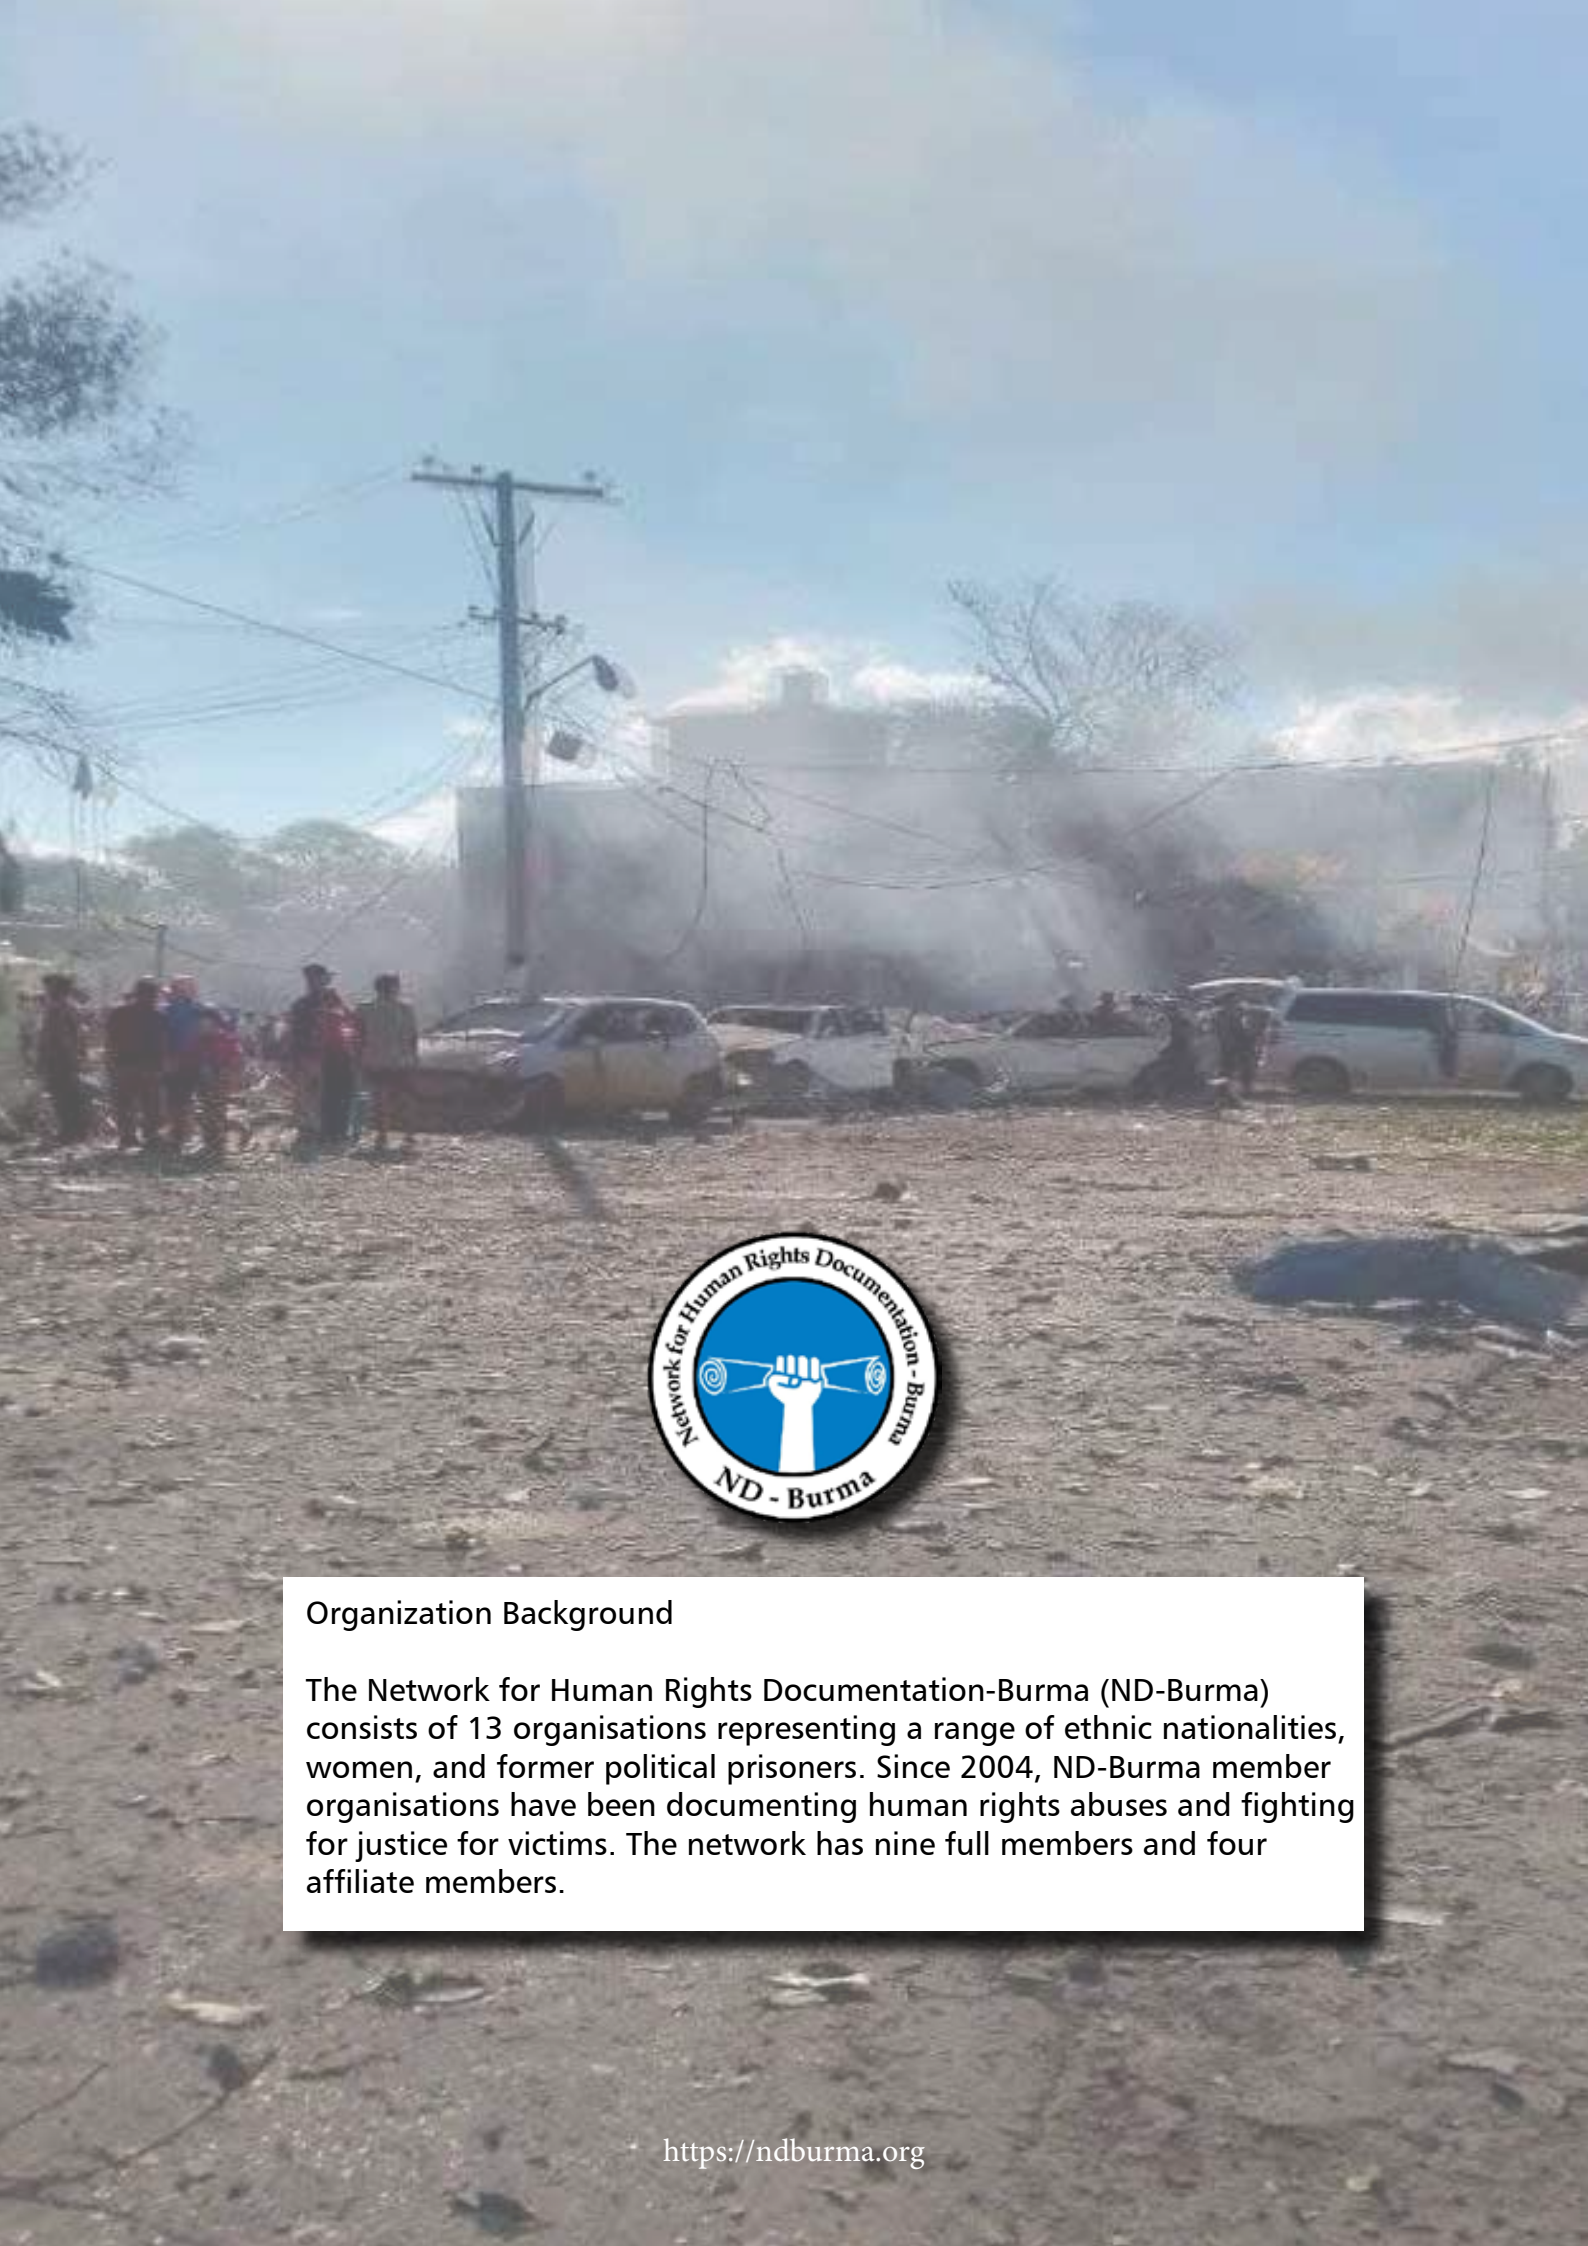 Network for Human Rights Documentation - Burma
ND - Burma
Organization Background
The Network for Human Rights Documentation-Burma (ND-Burma)
consists of 13 organisations representing a range of ethnic nationalities,
women, and former political prisoners. Since 2004, ND-Burma member
organisations have been documenting human rights abuses and fighting
for justice for victims. The network has nine full members and four
affiliate members.
https://ndburma.org